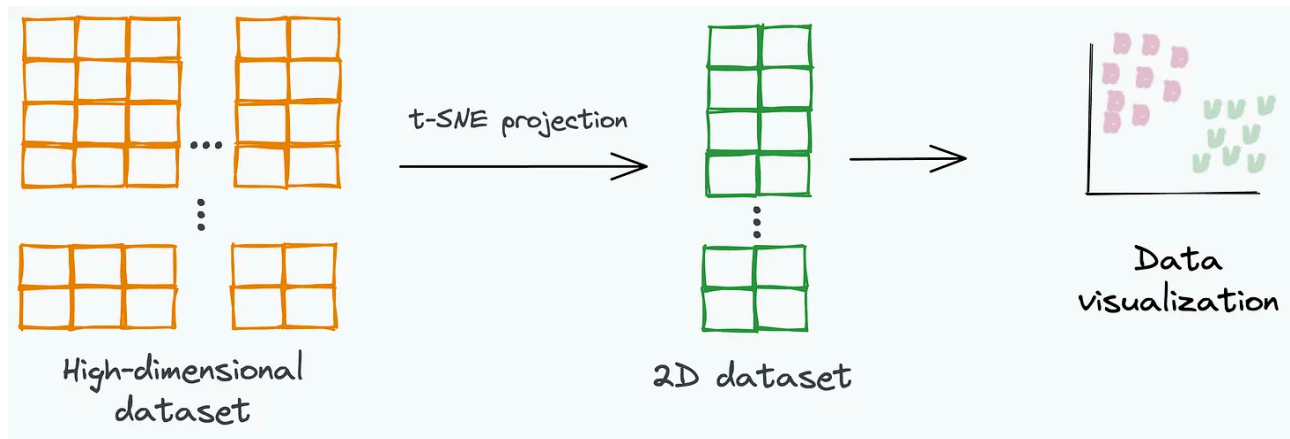 t-SNE projection
High-dimensional
dataset
2D dataset
Data
visualization